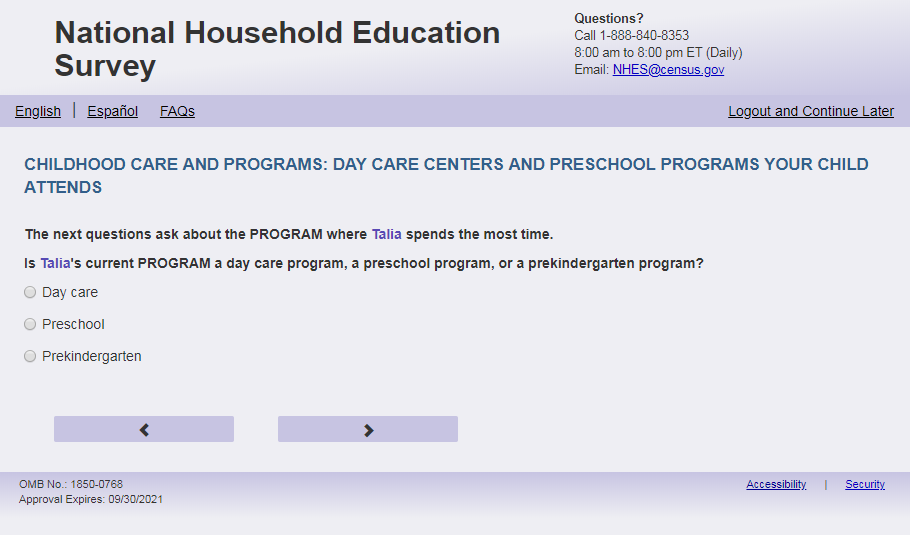 National Household Education
Survey
Questions?
Call 1-888-840-8353
8:00 am to 8:00 pm ET (Daily)
Email: NHES@census.gov
English | Español FAQs
Logout and Continue Later
CHILDHOOD CARE AND PROGRAMS: DAY CARE CENTERS AND PRESCHOOL PROGRAMS YOUR CHILD
ATTENDS
The next questions ask about the PROGRAM where Talia spends the most time.
Is Talia's current PROGRAM a day care program, a preschool program, or a prekindergarten program?
Day care
Preschool
Prekindergarten
OMB No.: 1850-0768
Approval Expires: 09/30/2021
Accessibility | Security